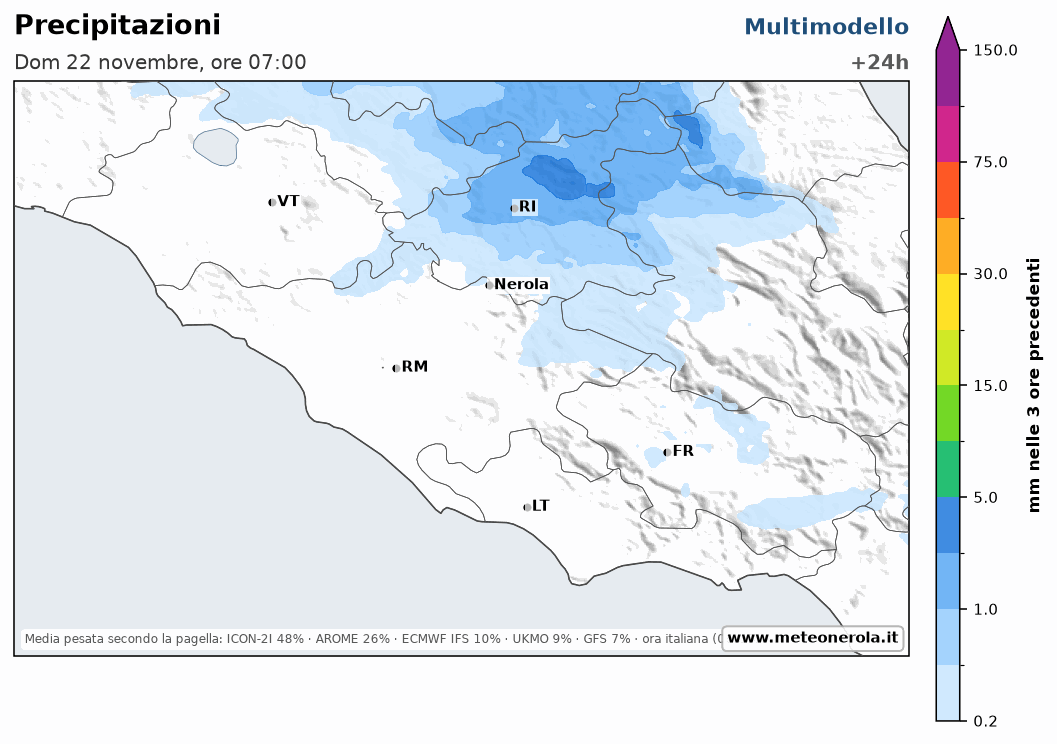 Precipitazioni
Multimodello
Dom 22 novembre, ore 07:00
+24h
150.0
75.0
30.0
15.0
5.0
1.0
0.2
mm nelle 3 ore precedenti
VT
RI
Nerola
RM
FR
LT
Media pesata secondo la pagella: ICON-2I 48% · AROME 26% · ECMWF IFS 10% · UKMO 9% · GFS 7% · ora italiana
www.meteonerola.it